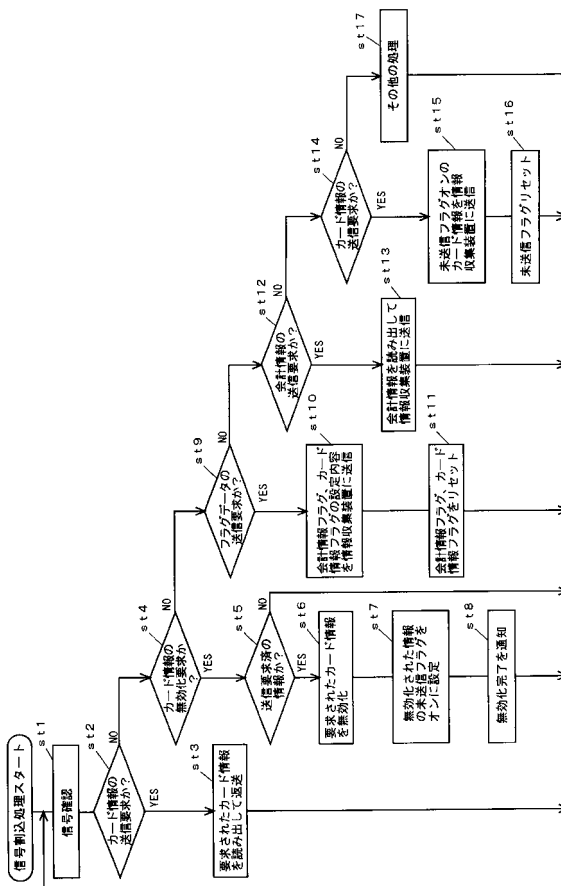 信号割込処理スタート
st1
信号確認
st2
カード情報の
送信要求か?
NO
YES
st3
要求されたカード情報
を読み出して返送
st4
カード情報の
無効化要求か
?
NO
YES
st5
送信要求済の
情報か?
NO
YES
st6
要求されたカード情報
を無効化
st7
無効化された情報
の未送信フラグを
オンに設定
st8
無効化完了を通知
st9
フラグデータの
送信要求か?
NO
YES
st10
会計情報フラグ、カード
情報フラグの設定内容
を情報収集装置に送信
st11
会計情報フラグ、カード
情報フラグをリセット
st12
会計情報の
送信要求か?
NO
YES
st13
会計情報を読み出して
情報収集装置に送信
st14
カード情報の
送信要求か?
NO
YES
st15
未送信フラグオンの
カード情報を情報
収集装置に送信
st16
未送信フラグリセット
st17
その他の処理